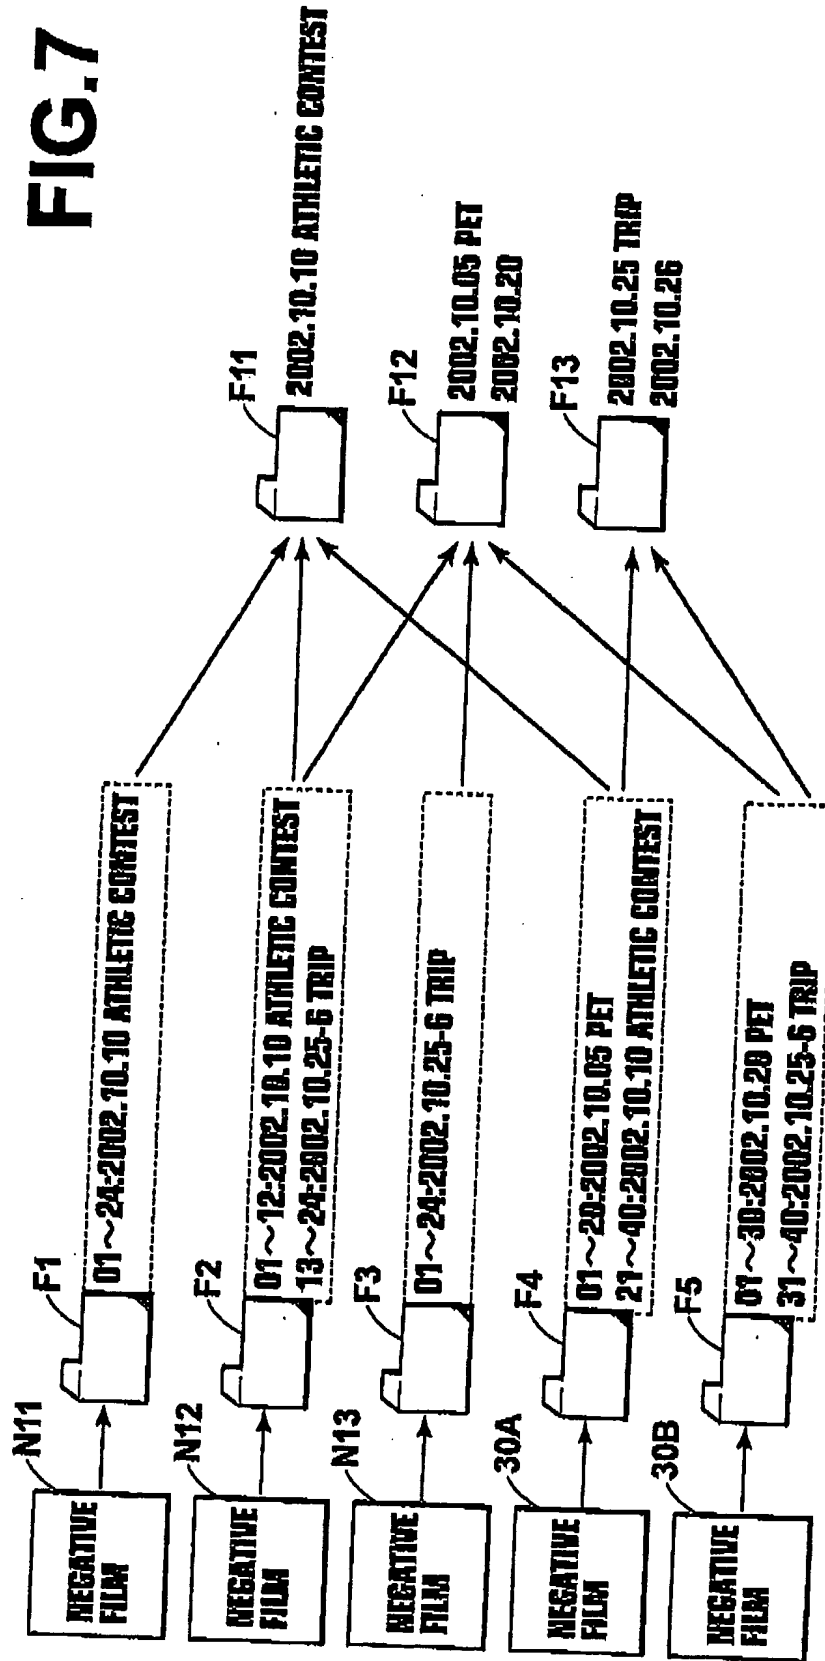 FIG.7
NEGATIVE
FILM
N11
F1
01~24:2002.10.10 ATHLETIC CONTEST
NEGATIVE
FILM
N12
F2
01~12:2002.10.10 ATHLETIC CONTEST
13~24:2002.10.25-6 TRIP
NEGATIVE
FILM
N13
F3
01~24:2002.10.25-6 TRIP
NEGATIVE
FILM
30A
F4
01~20:2002.10.05 PET
21~40:2002.10.10 ATHLETIC CONTEST
NEGATIVE
FILM
30B
F5
01~30:2002.10.20 PET
31~40:2002.10.25-6 TRIP
F11
2002.10.10 ATHLETIC CONTEST
F12
2002.10.05 PET
2002.10.20
F13
2002.10.25 TRIP
2002.10.26